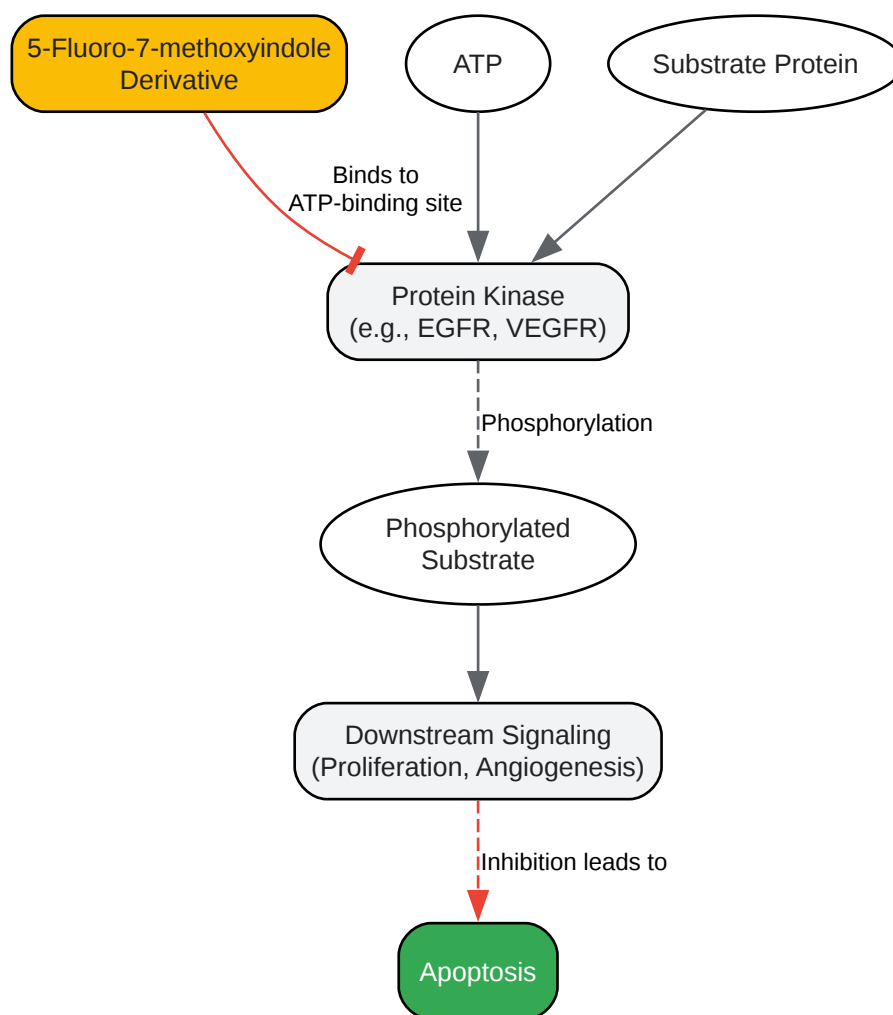 5-Fluoro-7-methoxyindole
Derivative
ATP
Substrate Protein
Binds to
ATP-binding site
Protein Kinase
(e.g., EGFR, VEGFR)
Phosphorylation
Phosphorylated
Substrate
Downstream Signaling
(Proliferation, Angiogenesis)
Inhibition leads to
Apoptosis